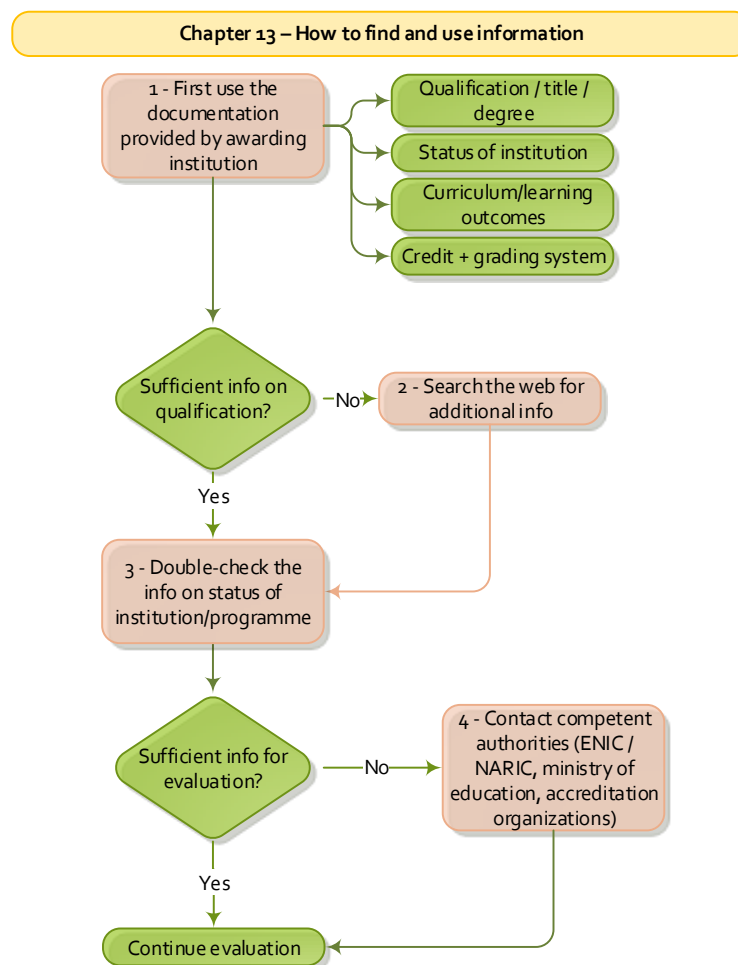 Chapter 13 – How to find and use information
1 - First use the
documentation
provided by awarding
institution
Qualification / title /
degree
Status of institution
Curriculum/learning
outcomes
Credit + grading system
Sufficient info on
qualification?
No
2 - Search the web for
additional info
Yes
3 - Double-check the
info on status of
institution/programme
Sufficient info for
evaluation?
No
4 - Contact competent
authorities (ENIC /
NARIC, ministry of
education, accreditation
organizations)
Yes
Continue evaluation